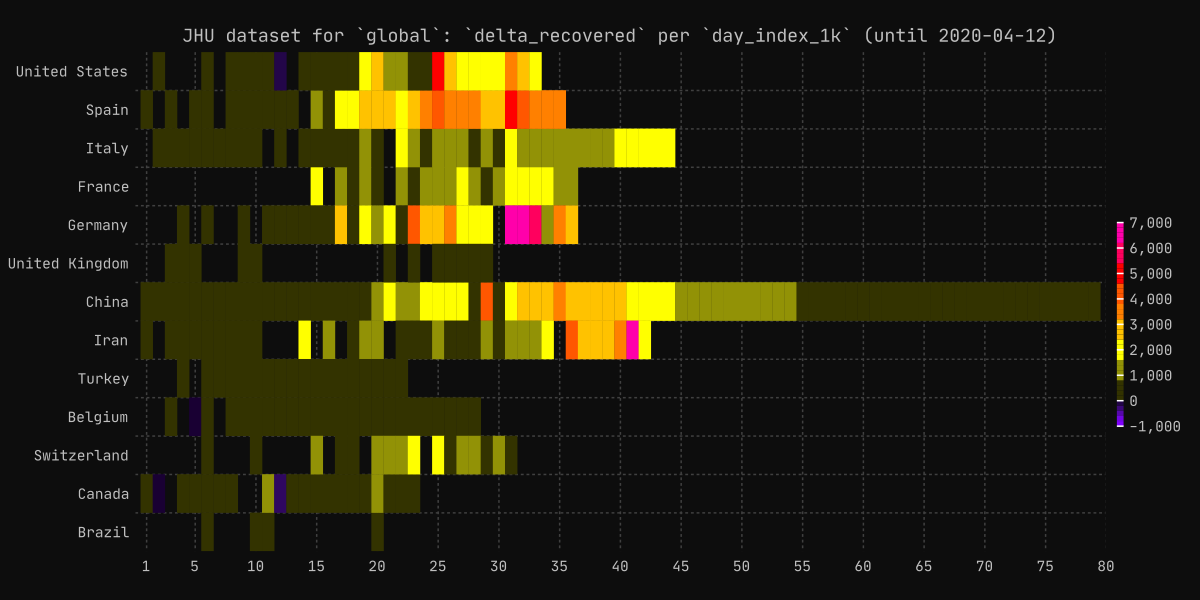 JHU dataset for `global`: `delta_recovered` per `day_index_1k` (until 2020-04-12)
United States
Spain
Italy
France
Germany
United Kingdom
China
Iran
Turkey
Belgium
Switzerland
Canada
Brazil
1 5 10 15 20 25 30 35 40 45 50 55 60 65 70 75 80
7,000
6,000
5,000
4,000
3,000
2,000
1,000
0
-1,000